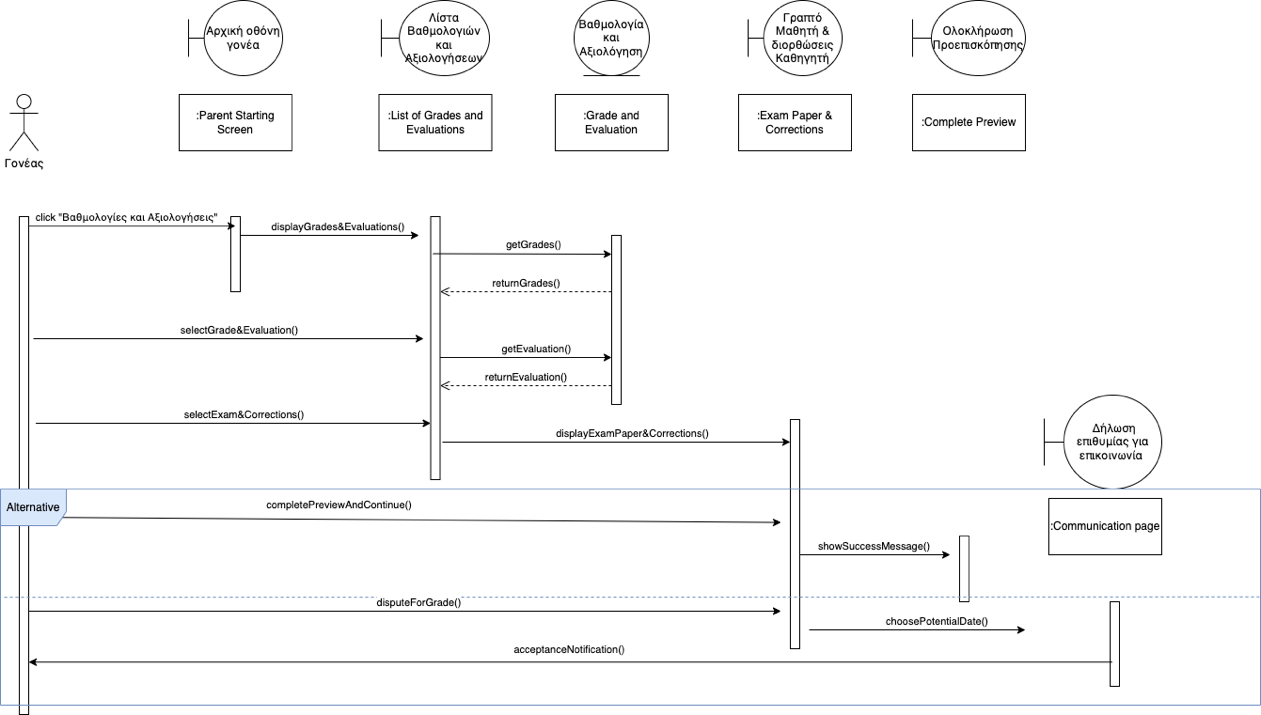 Αρχική οθόνη
γονέα
Λίστα
Βαθμολογιών
και
Αξιολογήσεων
Βαθμολογία
και
Αξιολόγηση
Γραπτό
Μαθητή &
διορθώσεις
Καθηγητή
Ολοκλήρωση
Προεπισκόπησης
:Parent Starting
Screen
:List of Grades and
Evaluations
:Grade and
Evaluation
:Exam Paper &
Corrections
:Complete Preview
Γονέας
click "Βαθμολογίες και Αξιολογήσεις"
displayGrades&Evaluations()
getGrades()
returnGrades()
selectGrade&Evaluation()
getEvaluation()
returnEvaluation()
selectExam&Corrections()
displayExamPaper&Corrections()
Δήλωση
επιθυμίας για
επικοινωνία
Alternative
completePreviewAndContinue()
:Communication page
showSuccessMessage()
disputeForGrade()
choosePotentialDate()
acceptanceNotification()